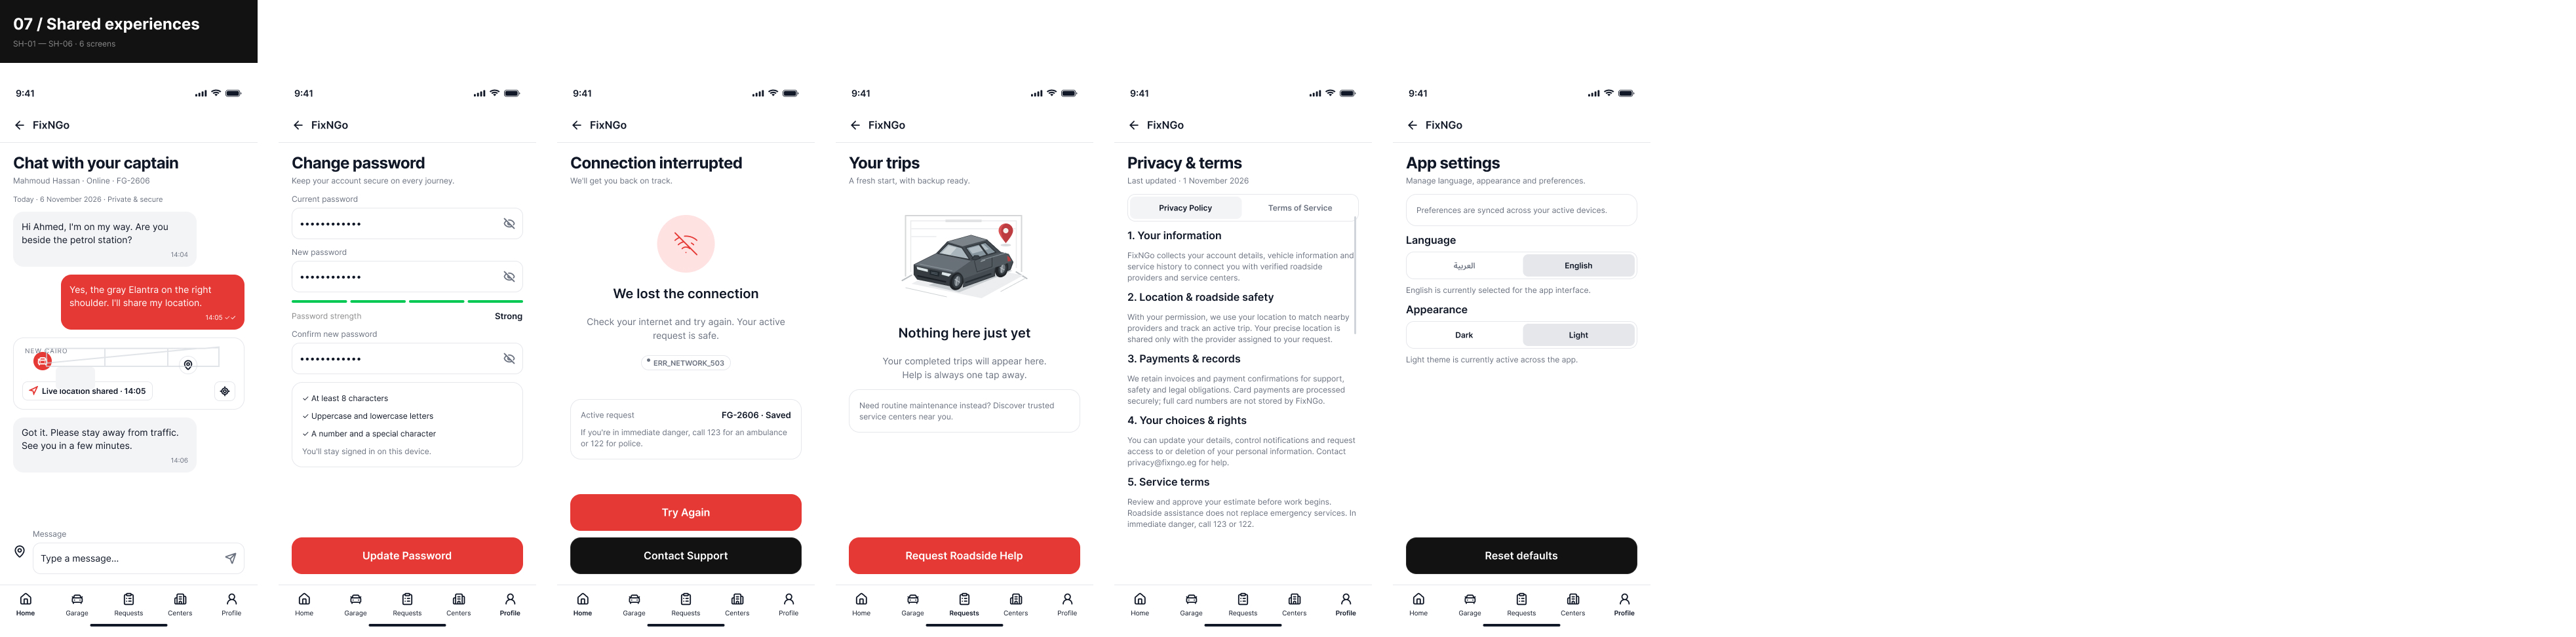 07 / Shared experiences
SH-01 — SH-06 · 6 screens
9:41
FixNGo
Chat with your captain
Mahmoud Hassan · Online · FG-2606
Today · 6 November 2026 · Private & secure
Hi Ahmed, I'm on my way. Are you
beside the petrol station?
14:04
Yes, the gray Elantra on the right
shoulder. I'll share my location.
14:05 ✓✓
NEW CAIRO
Live location shared · 14:05
Got it. Please stay away from traffic.
See you in a few minutes.
14:06
Message
Type a message...
Home
Garage
Requests
Centers
Profile
9:41
FixNGo
Change password
Keep your account secure on every journey.
Current password
••••••••••••
New password
••••••••••••
Password strength
Strong
Confirm new password
••••••••••••
✓ At least 8 characters
✓ Uppercase and lowercase letters
✓ A number and a special character
You'll stay signed in on this device.
Update Password
Home
Garage
Requests
Centers
Profile
9:41
FixNGo
Connection interrupted
We'll get you back on track.
We lost the connection
Check your internet and try again. Your active
request is safe.
ERR_NETWORK_503
Active request
FG-2606 · Saved
If you're in immediate danger, call 123 for an ambulance
or 122 for police.
Try Again
Contact Support
Home
Garage
Requests
Centers
Profile
9:41
FixNGo
Your trips
A fresh start, with backup ready.
Nothing here just yet
Your completed trips will appear here.
Help is always one tap away.
Need routine maintenance instead? Discover trusted
service centers near you.
Request Roadside Help
Home
Garage
Requests
Centers
Profile
9:41
FixNGo
Privacy & terms
Last updated · 1 November 2026
Privacy Policy
Terms of Service
1. Your information
FixNGo collects your account details, vehicle information and
service history to connect you with verified roadside
providers and service centers.
2. Location & roadside safety
With your permission, we use your location to match nearby
providers and track an active trip. Your precise location is
shared only with the provider assigned to your request.
3. Payments & records
We retain invoices and payment confirmations for support,
safety and legal obligations. Card payments are processed
securely; full card numbers are not stored by FixNGo.
4. Your choices & rights
You can update your details, control notifications and request
access to or deletion of your personal information. Contact
privacy@fixngo.eg for help.
5. Service terms
Review and approve your estimate before work begins.
Roadside assistance does not replace emergency services. In
immediate danger, call 123 or 122.
Home
Garage
Requests
Centers
Profile
9:41
FixNGo
App settings
Manage language, appearance and preferences.
Preferences are synced across your active devices.
Language
العربية
English
English is currently selected for the app interface.
Appearance
Dark
Light
Light theme is currently active across the app.
Reset defaults
Home
Garage
Requests
Centers
Profile